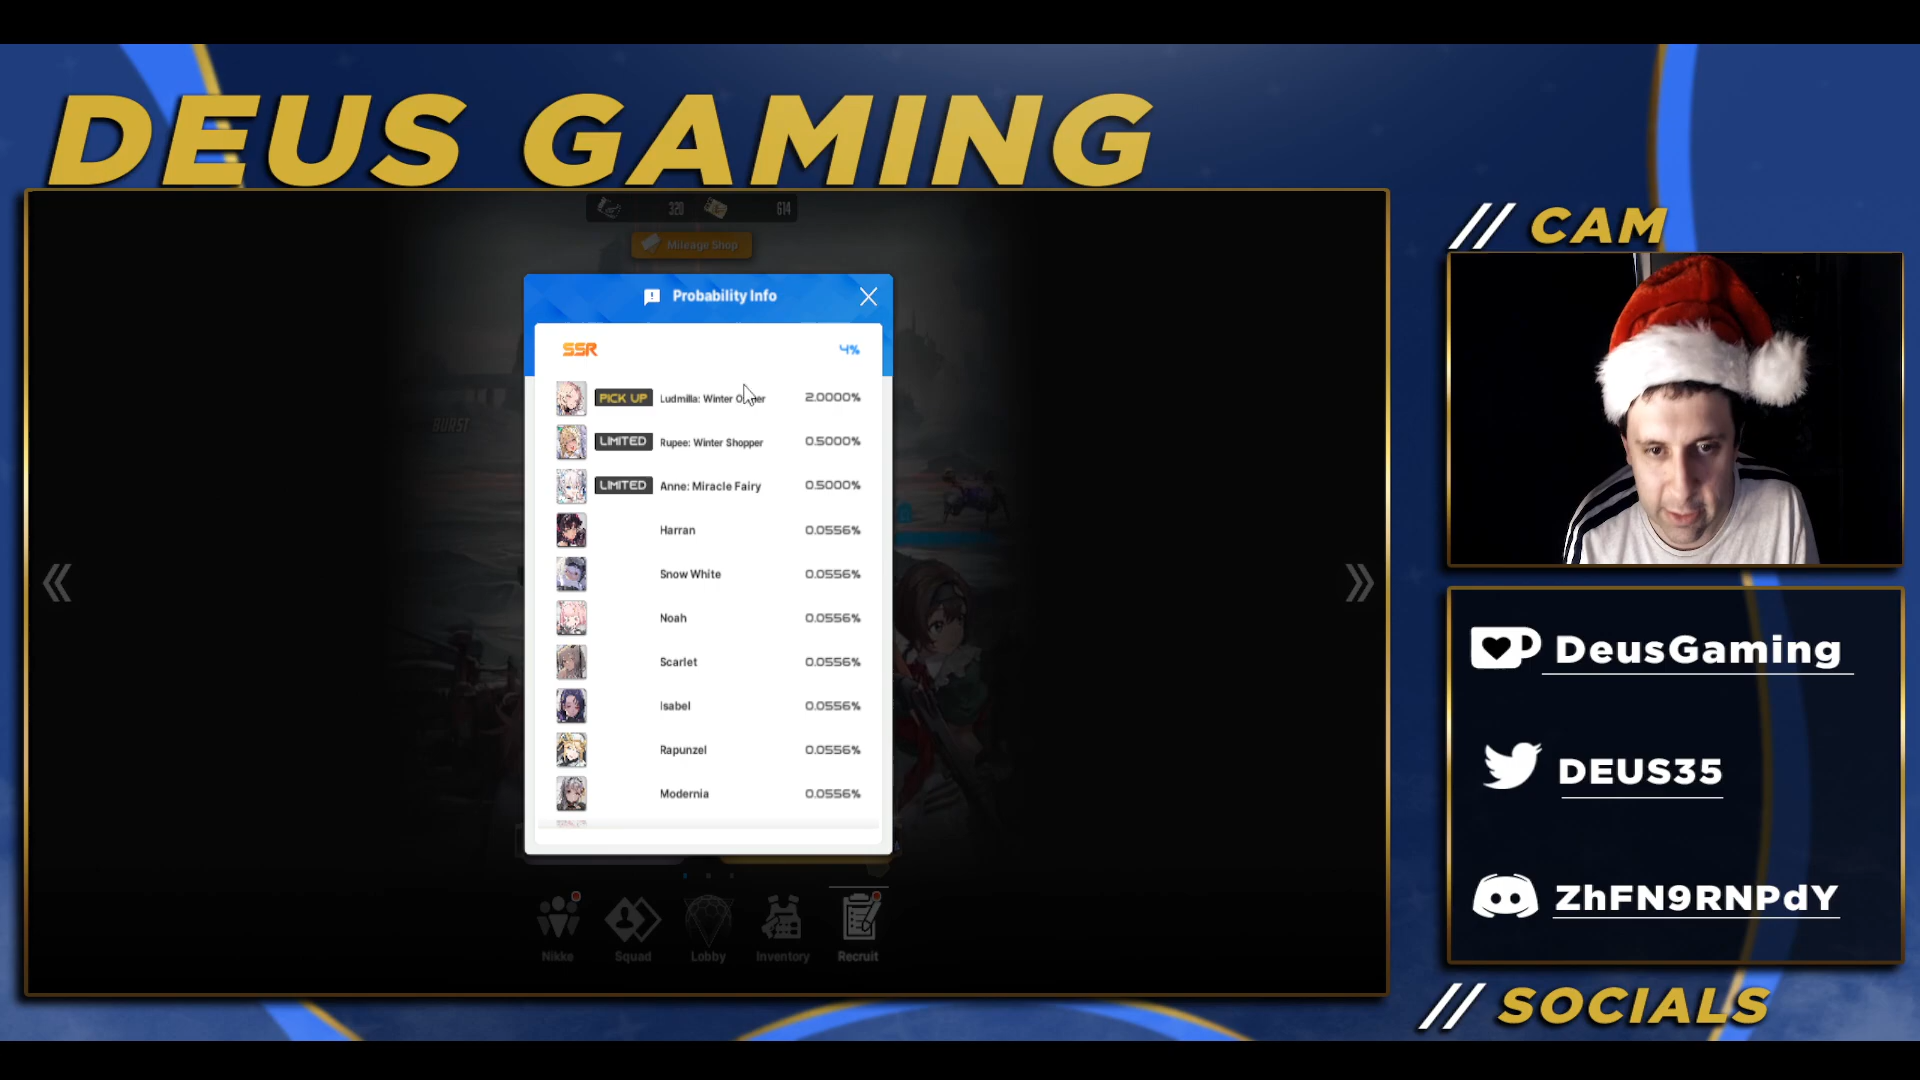 DEUS GAMING
320 614
Mileage Shop
Probability Info
SSR 4%
PICK UP Ludmilla: Winter 2.0000%
LIMITED Rupee: Winter Shopper 0.5000%
LIMITED Anne: Miracle Fairy 0.5000%
Harran 0.0556%
Snow White 0.0556%
Noah 0.0556%
Scarlet 0.0556%
Isabel 0.0556%
Rapunzel 0.0556%
Modernia 0.0556%
BURST
Nikke Squad Lobby Inventory Recruit
// CAM
DeusGaming
DEUS35
ZhFN9RNPdY
// SOCIALS